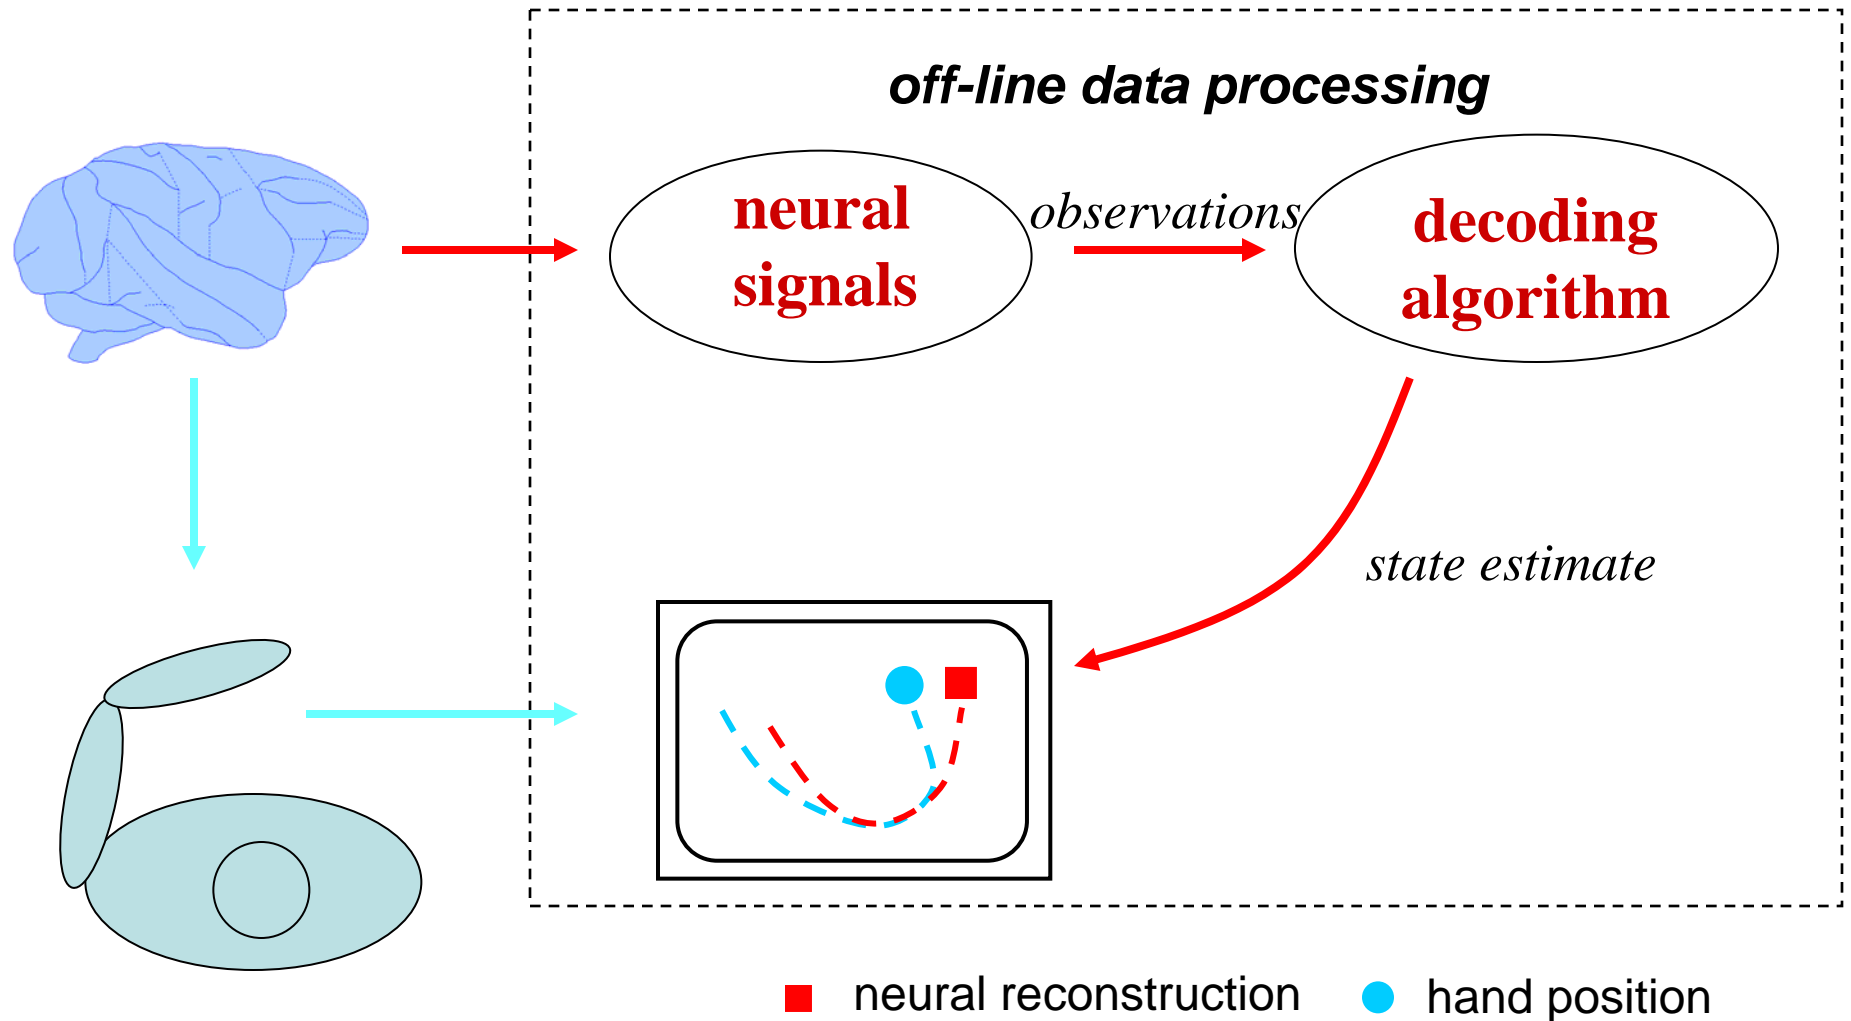 off-line data processing
neural
signals
observations
decoding
algorithm
state estimate
neural reconstruction
hand position